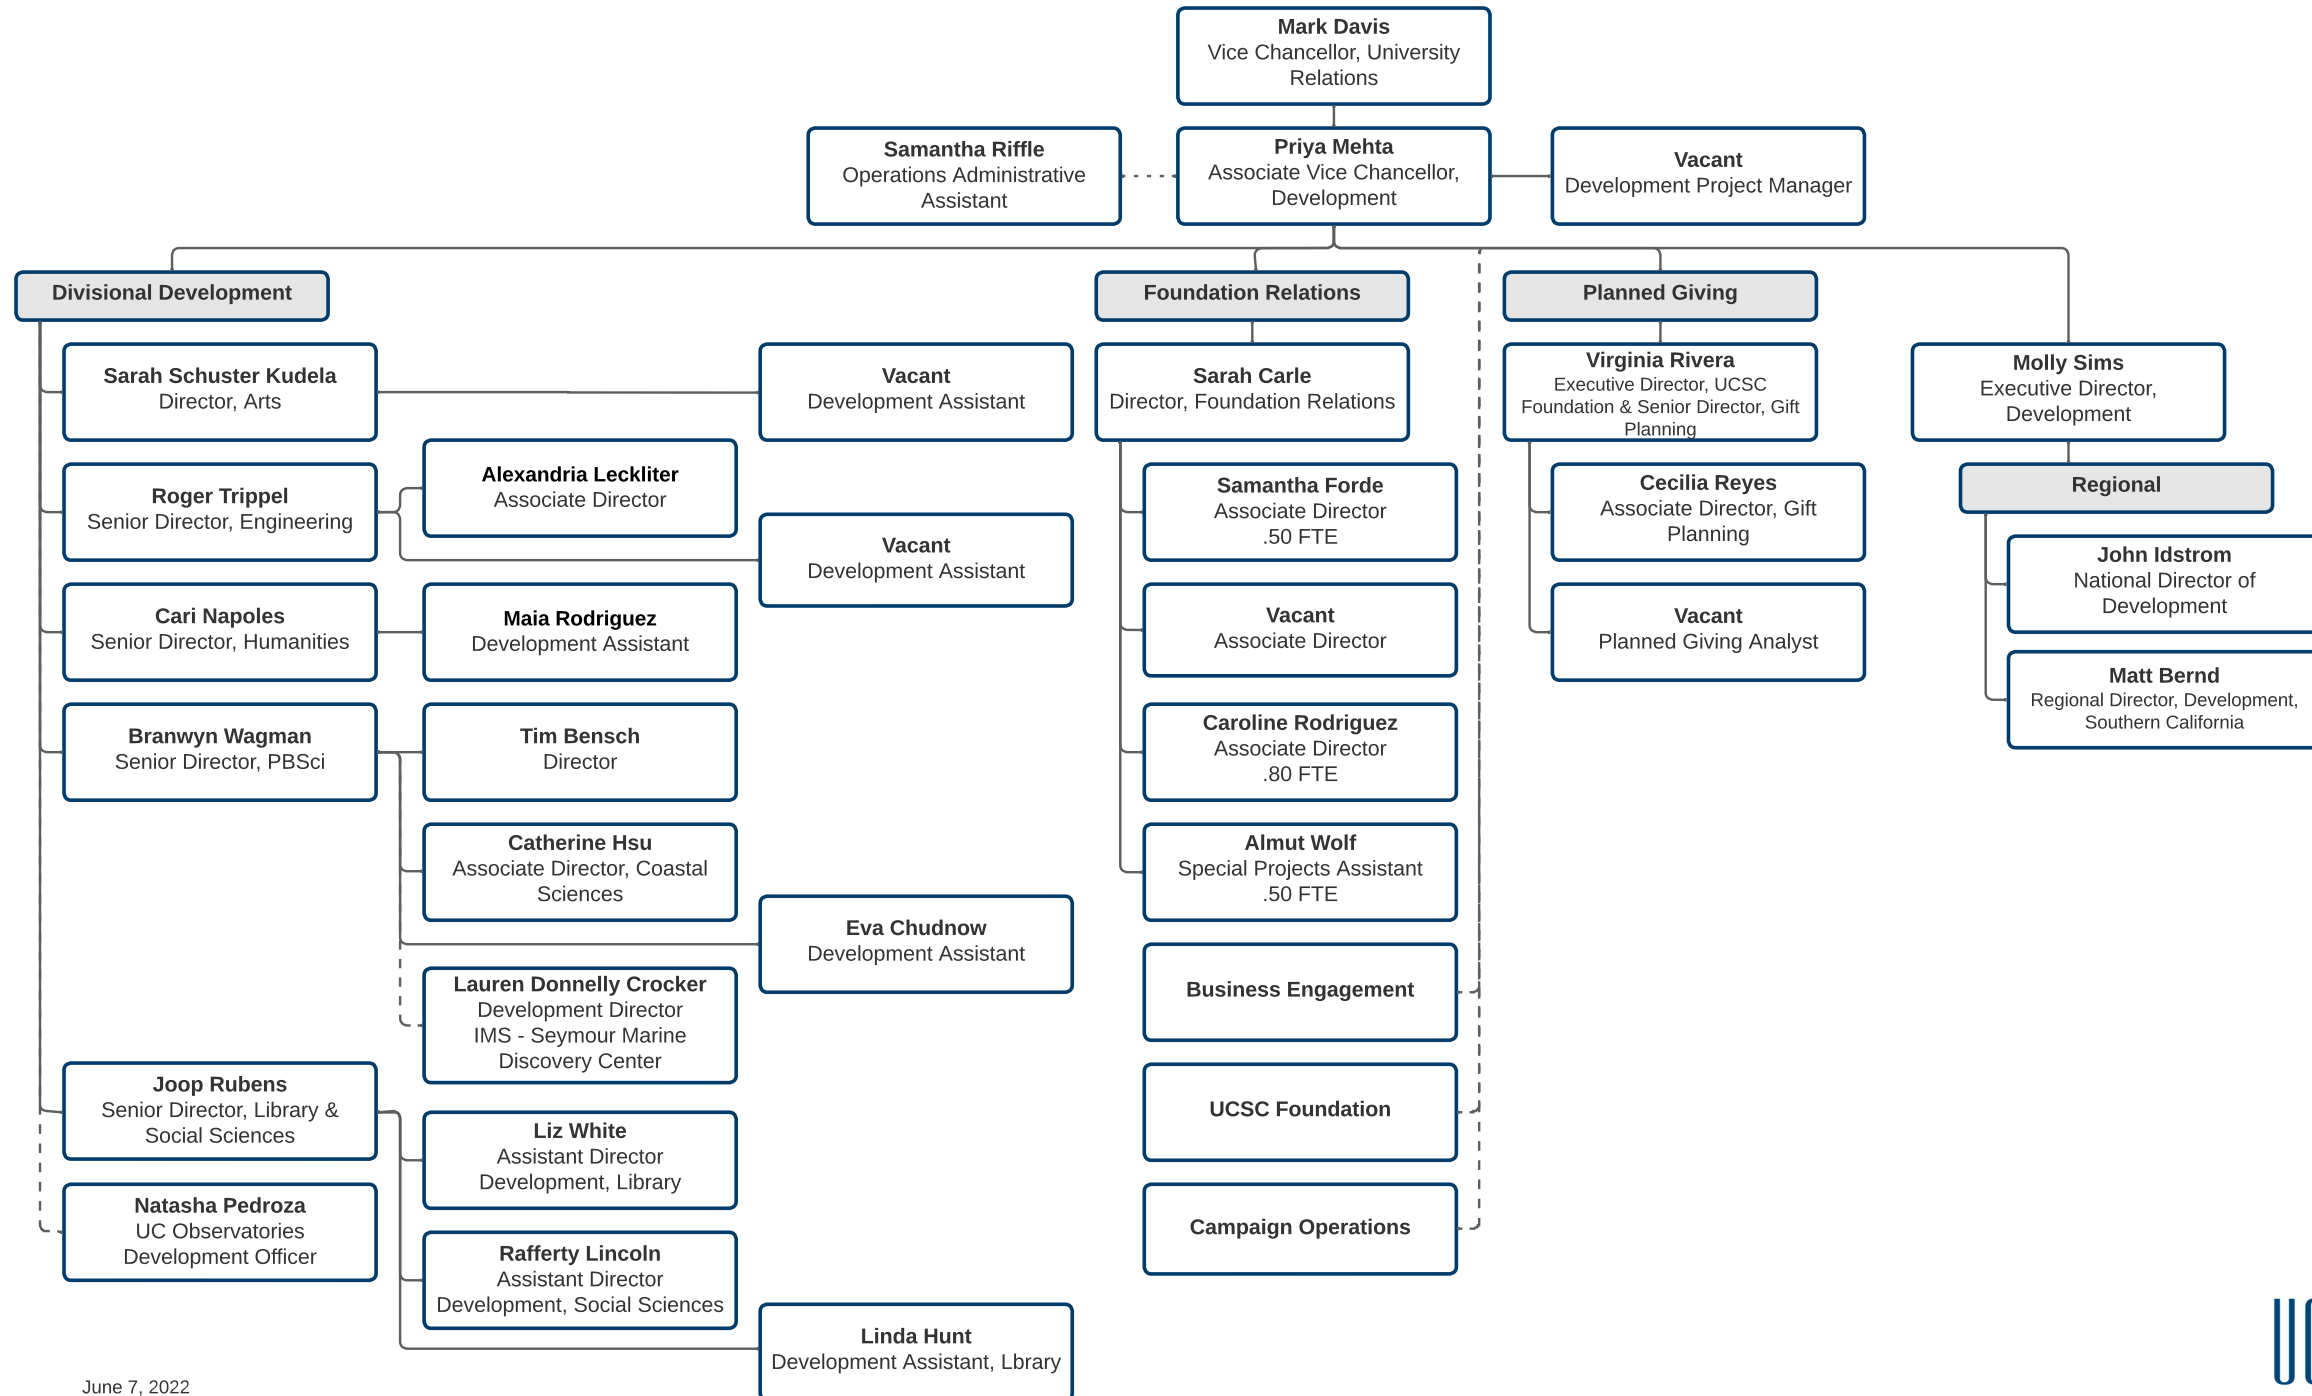 Mark Davis
Vice Chancellor, University
Relations
Samantha Riffle
Operations Administrative
Assistant
Priya Mehta
Associate Vice Chancellor,
Development
Vacant
Development Project Manager
Divisional Development
Sarah Schuster Kudela
Director, Arts
Vacant
Development Assistant
Roger Trippel
Senior Director, Engineering
Alexandria Leckliter
Associate Director
Vacant
Development Assistant
Cari Napoles
Senior Director, Humanities
Maia Rodriguez
Development Assistant
Branwyn Wagman
Senior Director, PBSci
Tim Bensch
Director
Catherine Hsu
Associate Director, Coastal
Sciences
Eva Chudnow
Development Assistant
Lauren Donnelly Crocker
Development Director
IMS - Seymour Marine
Discovery Center
Joop Rubens
Senior Director, Library &
Social Sciences
Liz White
Assistant Director
Development, Library
Rafferty Lincoln
Assistant Director
Development, Social Sciences
Linda Hunt
Development Assistant, Lbrary
Natasha Pedroza
UC Observatories
Development Officer
Foundation Relations
Sarah Carle
Director, Foundation Relations
Samantha Forde
Associate Director
.50 FTE
Vacant
Associate Director
Caroline Rodriguez
Associate Director
.80 FTE
Almut Wolf
Special Projects Assistant
.50 FTE
Business Engagement
UCSC Foundation
Campaign Operations
Planned Giving
Virginia Rivera
Executive Director, UCSC
Foundation & Senior Director, Gift
Planning
Cecilia Reyes
Associate Director, Gift
Planning
Vacant
Planned Giving Analyst
Molly Sims
Executive Director,
Development
Regional
John Idstrom
National Director of
Development
Matt Bernd
Regional Director, Development,
Southern California
June 7, 2022